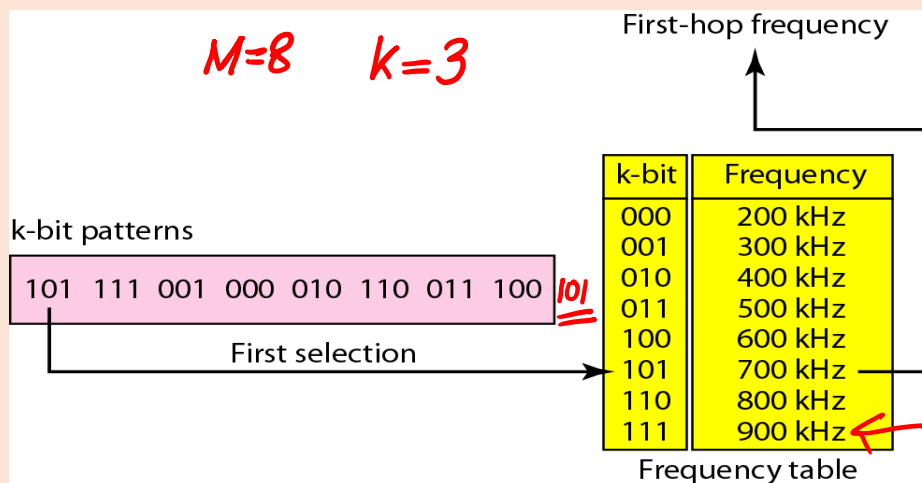 First-hop frequency
M=8 k=3
k-bit Frequency
000 200 kHz
001 300 kHz
010 400 kHz
011 500 kHz
100 600 kHz
101 700 kHz
110 800 kHz
111 900 kHz
Frequency table
k-bit patterns
101 111 001 000 010 110 011 100 101
First selection